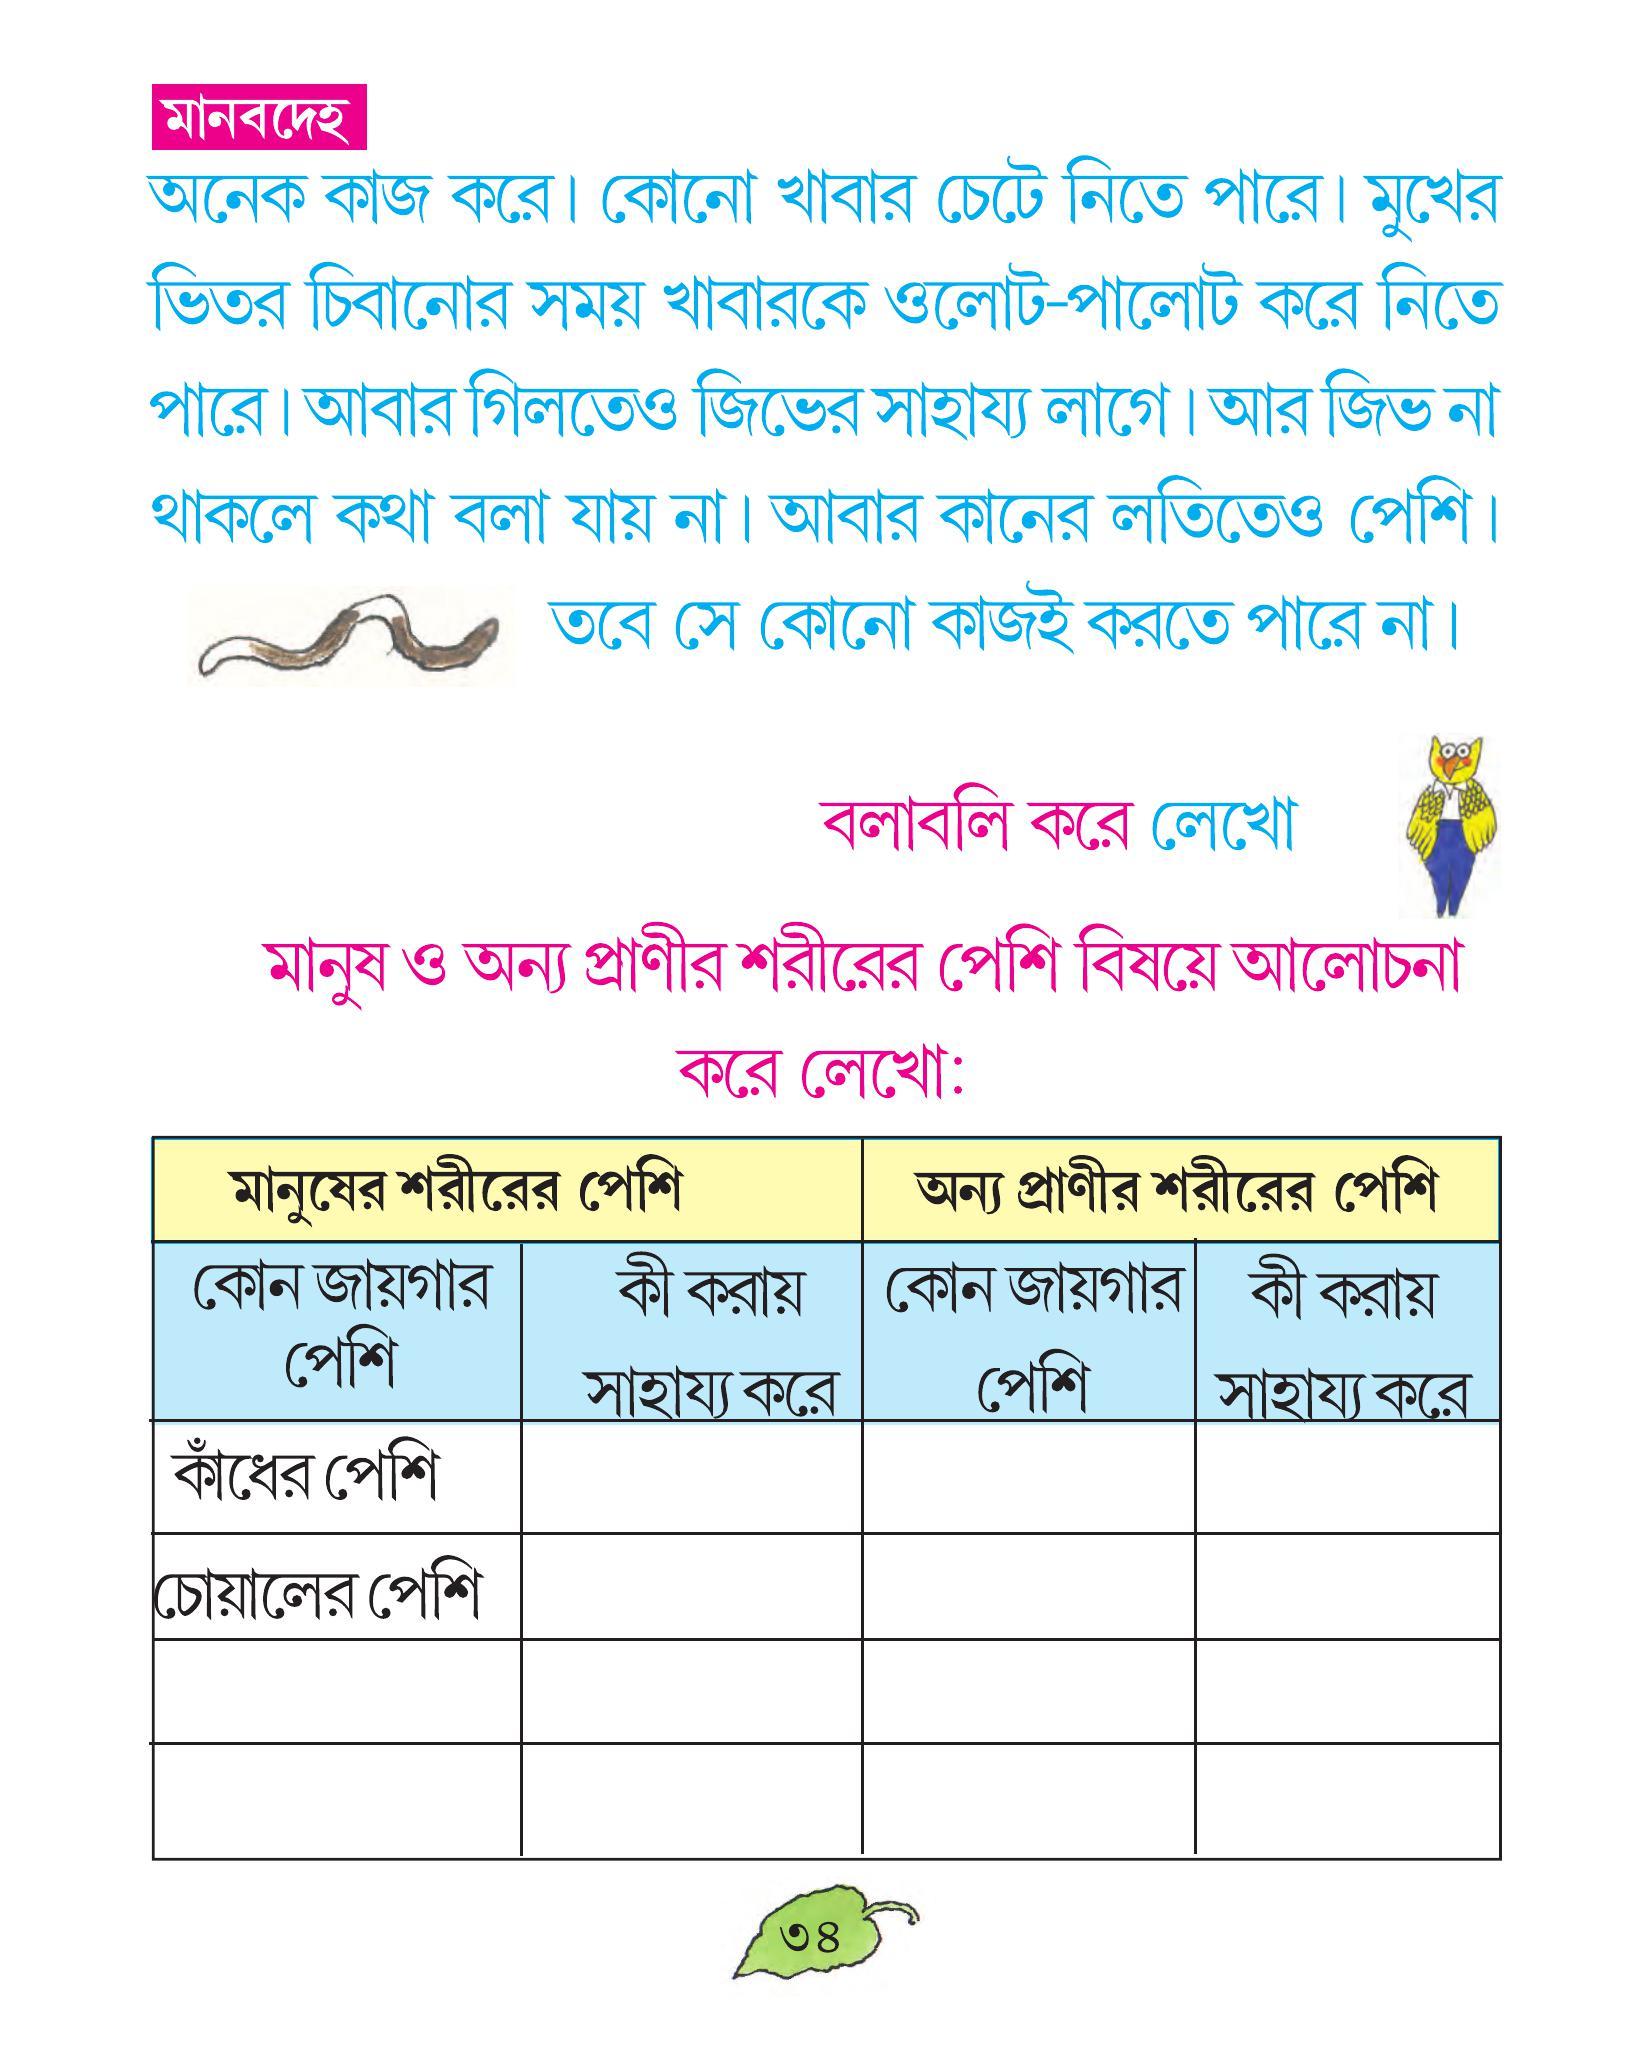 মানবদেহ
অনেক কাজ করে। কোনো খাবার চেটে নিতে পারে। মুখের
ভিতর চিবানোর সময় খাবারকে ওলোট-পালোট করে নিতে
পারে। আবার গিলতেও জিভের সাহায্য লাগে। আর জিভ না
থাকলে কথা বলা যায় না। আবার কানের লতিতেও পেশি।
তবে সে কোনো কাজই করতে পারে না।
বলাবলি করে লেখো
মানুষ ও অন্য প্রাণীর শরীরের পেশি বিষয়ে আলোচনা
করে লেখো:
মানুষের শরীরের পেশি অন্য প্রাণীর শরীরের পেশি
কোন জায়গার কী করায় কোন জায়গার কী করায়
পেশি সাহায্য করে পেশি সাহায্য করে
কাঁধের পেশি
চোয়ালের পেশি
৩৪